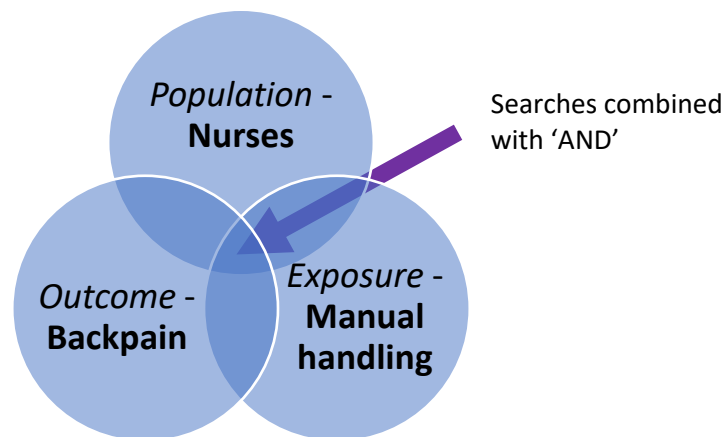 Population -
Nurses
Searches combined
with ‘AND’
Outcome -
Backpain
Exposure -
Manual
handling